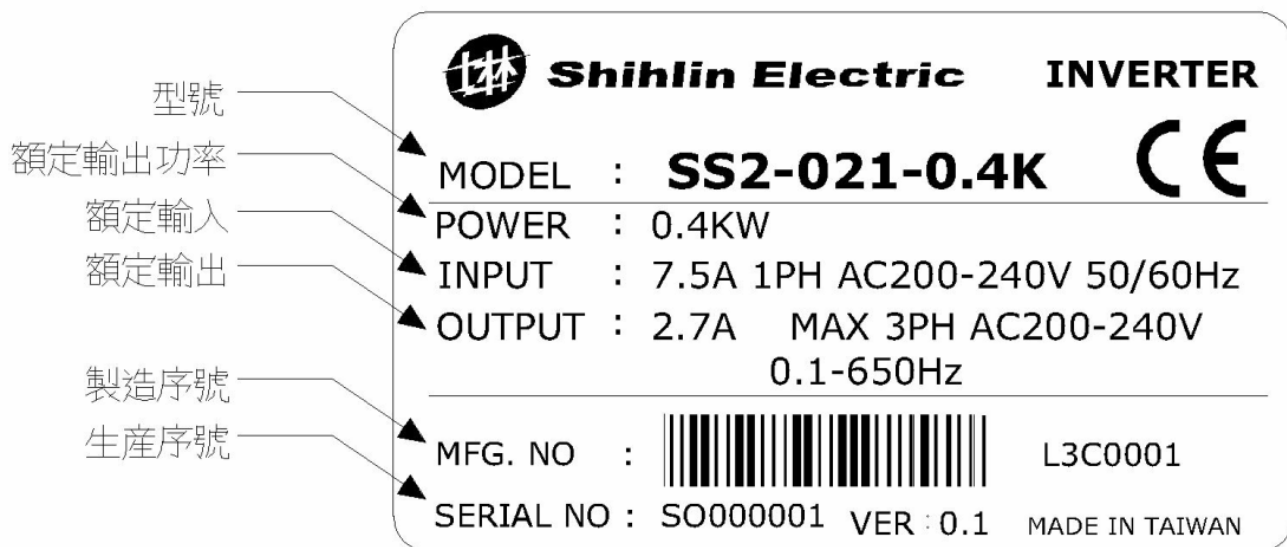 Shihlin Electric INVERTER
型號 MODEL : SS2-021-0.4K CE
額定輸出功率 POWER : 0.4KW
額定輸入 INPUT : 7.5A 1PH AC200-240V 50/60Hz
額定輸出 OUTPUT : 2.7A MAX 3PH AC200-240V
0.1-650Hz
製造序號 MFG. NO : L3C0001
生産序號 SERIAL NO : SO000001 VER : 0.1 MADE IN TAIWAN